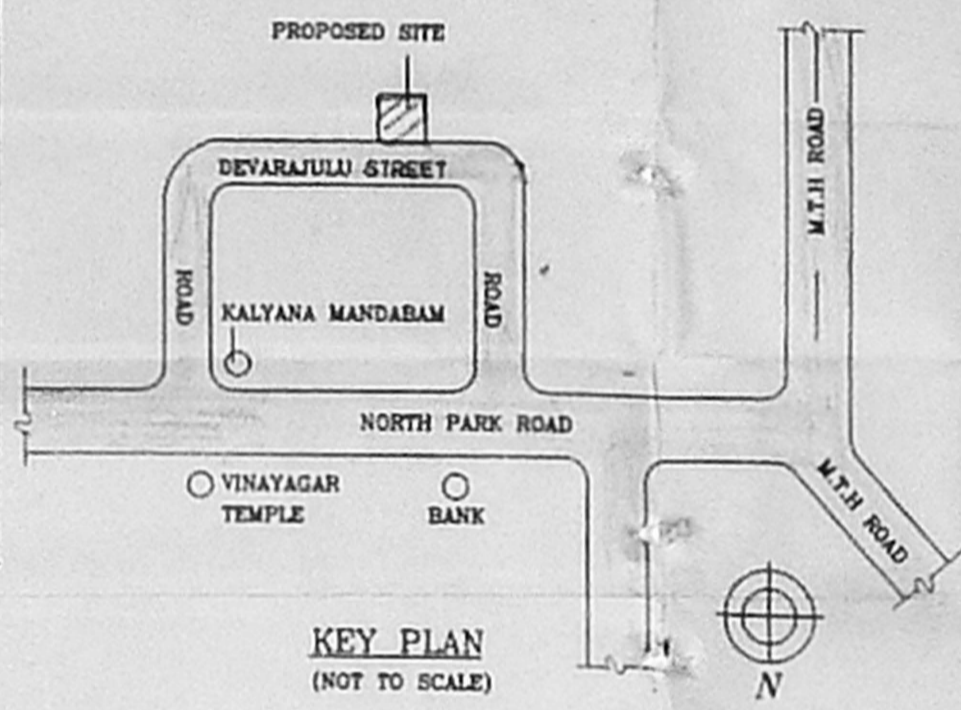 PROPOSED SITE
DEVARAJULU STREET
M.T.H ROAD
ROAD
ROAD
KALYANA MANDABAM
NORTH PARK ROAD
VINAYAGAR
TEMPLE
BANK
M.T.H ROAD
KEY PLAN
(NOT TO SCALE)
N